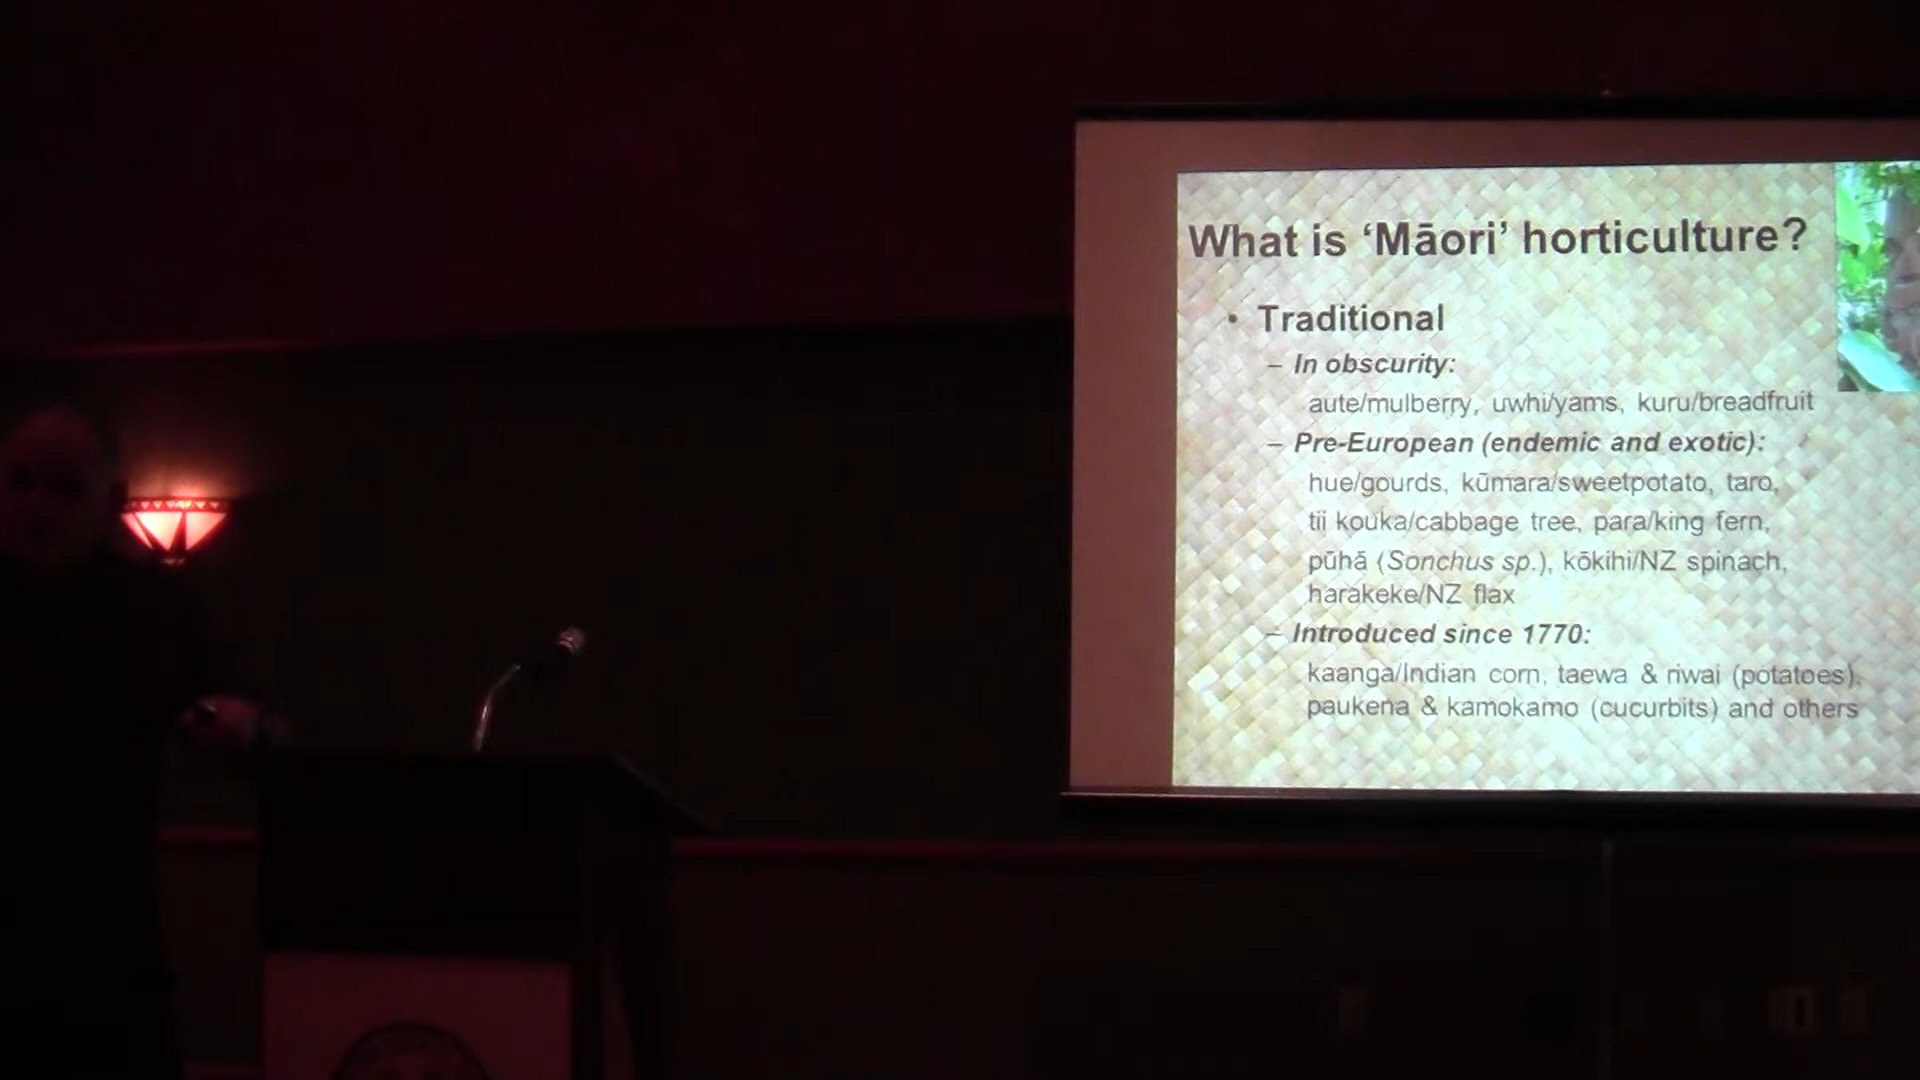 What is ‘Māori’ horticulture?
• Traditional
– In obscurity:
aute/mulberry, uwhi/yams, kuru/breadfruit
– Pre-European (endemic and exotic):
hue/gourds, kūmara/sweetpotato, taro,
tii kouka/cabbage tree, para/king fern,
pūhā (Sonchus sp.), kōkihi/NZ spinach,
harakeke/NZ flax
– Introduced since 1770:
kaanga/Indian corn, taewa & riwai (potatoes),
paukena & kamokamo (cucurbits) and others